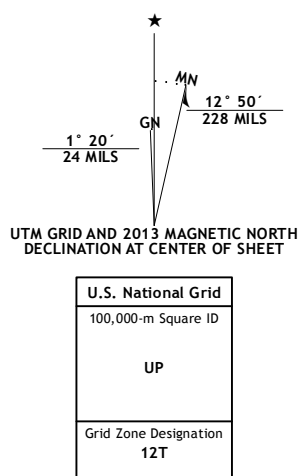 ★
MN
GN
12° 50´
228 MILS
1° 20´
24 MILS
UTM GRID AND 2013 MAGNETIC NORTH
DECLINATION AT CENTER OF SHEET
U.S. National Grid
100,000-m Square ID
UP
Grid Zone Designation
12T